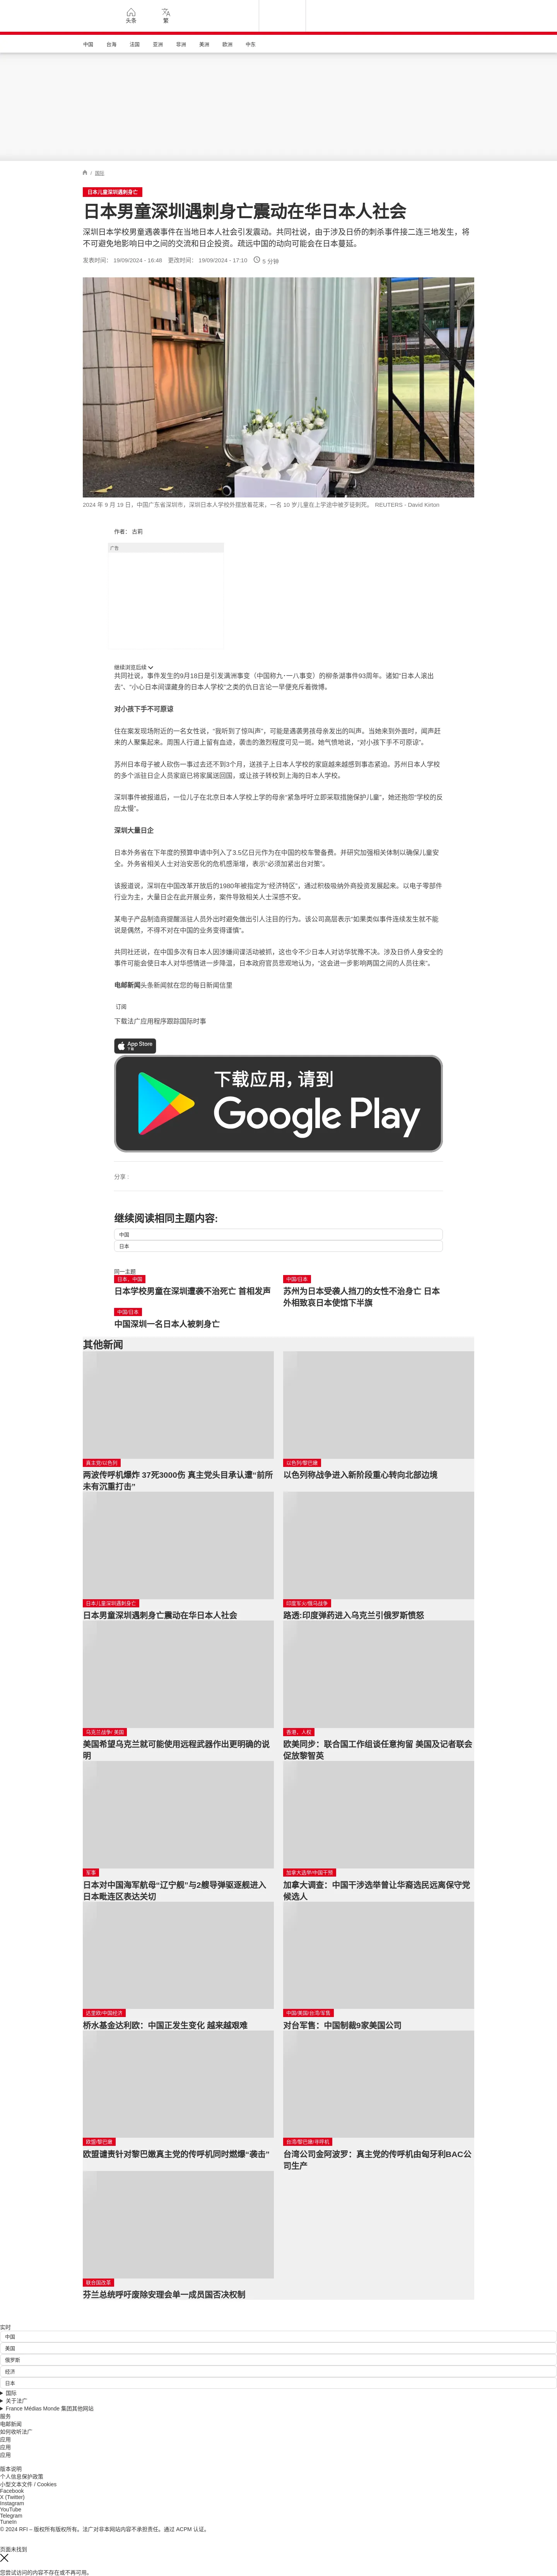 头条
繁
中国
台海
法国
亚洲
非洲
美洲
欧洲
中东
/ 国际
日本儿童深圳遇刺身亡
日本男童深圳遇刺身亡震动在华日本人社会
深圳日本学校男童遇袭事件在当地日本人社会引发震动。共同社说，由于涉及日侨的刺杀事件接二连三地发生，将
不可避免地影响日中之间的交流和日企投资。疏远中国的动向可能会在日本蔓延。
发表时间： 19/09/2024 - 16:48 更改时间： 19/09/2024 - 17:10 5 分钟
2024 年 9 月 19 日，中国广东省深圳市，深圳日本人学校外摆放着花束，一名 10 岁儿童在上学途中被歹徒刺死。 REUTERS - David Kirton
作者： 古莉
广告
继续浏览后续
共同社说，事件发生的9月18日是引发满洲事变（中国称九·一八事变）的柳条湖事件93周年。诸如“日本人滚出
去”、“小心日本间谍藏身的日本人学校”之类的仇日言论一早便充斥着微博。
对小孩下手不可原谅
住在案发现场附近的一名女性说，“我听到了惊叫声”，可能是遇袭男孩母亲发出的叫声。当她来到外面时，闻声赶
来的人聚集起来。周围人行道上留有血迹，袭击的激烈程度可见一斑。她气愤地说，“对小孩下手不可原谅”。
苏州日本母子被人砍伤一事过去还不到3个月，送孩子上日本人学校的家庭越来越感到事态紧迫。苏州日本人学校
的多个派驻日企人员家庭已将家属送回国，或让孩子转校到上海的日本人学校。
深圳事件被报道后，一位儿子在北京日本人学校上学的母亲“紧急呼吁立即采取措施保护儿童”，她还抱怨“学校的反
应太慢”。
深圳大量日企
日本外务省在下年度的预算申请中列入了3.5亿日元作为在中国的校车警备费。并研究加强相关体制以确保儿童安
全。外务省相关人士对治安恶化的危机感渐增，表示“必须加紧出台对策”。
该报道说，深圳在中国改革开放后的1980年被指定为“经济特区”，通过积极吸纳外商投资发展起来。以电子零部件
行业为主，大量日企在此开展业务，案件导致相关人士深感不安。
某电子产品制造商提醒派驻人员外出时避免做出引人注目的行为。该公司高层表示“如果类似事件连续发生就不能
说是偶然，不得不对在中国的业务变得谨慎”。
共同社还说，在中国多次有日本人因涉嫌间谍活动被抓，这也令不少日本人对访华犹豫不决。涉及日侨人身安全的
事件可能会使日本人对华感情进一步降温，日本政府官员悲观地认为，“这会进一步影响两国之间的人员往来”。
电邮新闻头条新闻就在您的每日新闻信里
订阅
下载法广应用程序跟踪国际时事
App Store
下载
下载应用，请到
Google Play
分享 :
继续阅读相同主题内容:
中国
日本
同一主题
日本，中国
日本学校男童在深圳遭袭不治死亡 首相发声
中国/日本
苏州为日本受袭人挡刀的女性不治身亡 日本
外相致哀日本使馆下半旗
中国/日本
中国深圳一名日本人被刺身亡
其他新闻
真主党/以色列
两波传呼机爆炸 37死3000伤 真主党头目承认遭“前所
未有沉重打击”
以色列/黎巴嫩
以色列称战争进入新阶段重心转向北部边境
日本儿童深圳遇刺身亡
日本男童深圳遇刺身亡震动在华日本人社会
印度军火/俄乌战争
路透:印度弹药进入乌克兰引俄罗斯愤怒
乌克兰战争/ 美国
美国希望乌克兰就可能使用远程武器作出更明确的说
明
香港，人权
欧美同步：联合国工作组谈任意拘留 美国及记者联会
促放黎智英
军事
日本对中国海军航母“辽宁舰”与2艘导弹驱逐舰进入
日本毗连区表达关切
加拿大选举/中国干预
加拿大调查：中国干涉选举曾让华裔选民远离保守党
候选人
达里欧/中国经济
桥水基金达利欧：中国正发生变化 越来越艰难
中国/美国/台湾/军售
对台军售：中国制裁9家美国公司
欧盟/黎巴嫩
欧盟谴责针对黎巴嫩真主党的传呼机同时燃爆“袭击”
台湾/黎巴嫩/寻呼机
台湾公司金阿波罗：真主党的传呼机由匈牙利BAC公
司生产
联合国改革
芬兰总统呼吁废除安理会单一成员国否决权制
实时
中国
美国
俄罗斯
经济
日本
国际
关于法广
France Médias Monde 集团其他网站
服务
电邮新闻
如何收听法广
应用
应用
应用
版本说明
个人信息保护政策
小型文本文件 / Cookies
Facebook
X (Twitter)
Instagram
YouTube
Telegram
TuneIn
© 2024 RFI – 版权所有版权所有。法广对非本网站内容不承担责任。通过 ACPM 认证。
页面未找到
您尝试访问的内容不存在或不再可用。